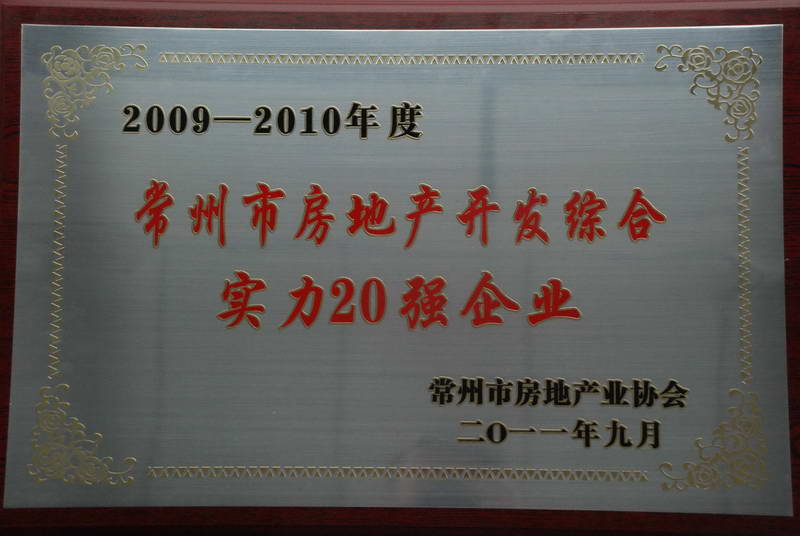 2009—2010年度
常州市房地产开发综合
实力20强企业
常州市房地产业协会
二O一一年九月